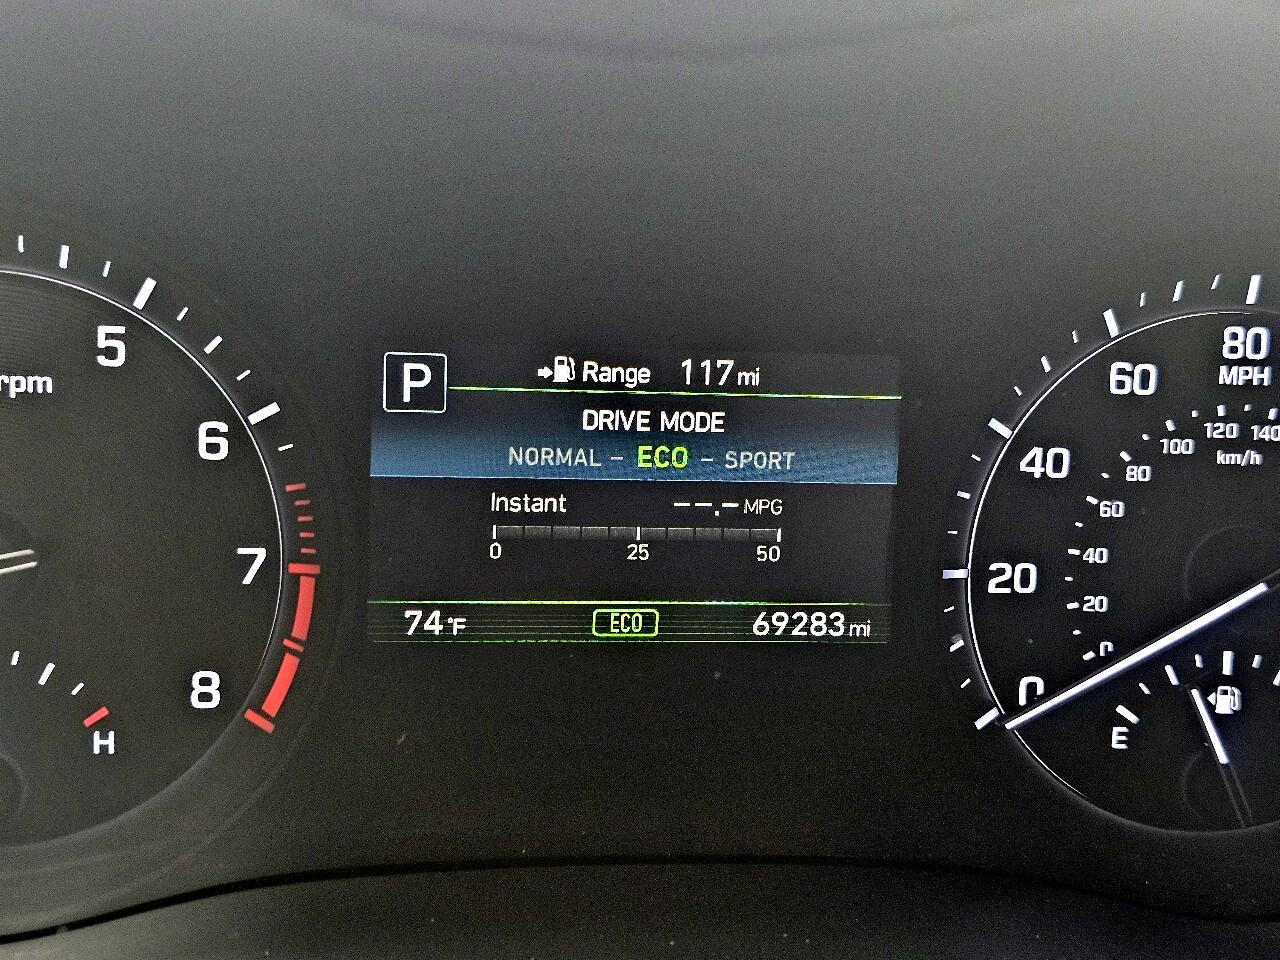 5
rpm
6
7
8
H
P
Range 117 mi
DRIVE MODE
NORMAL - ECO - SPORT
Instant --.- MPG
0 25 50
74°F ECO 69283 mi
80
MPH
60
40
20
0
140
120
100
km/h
80
60
40
20
0
E